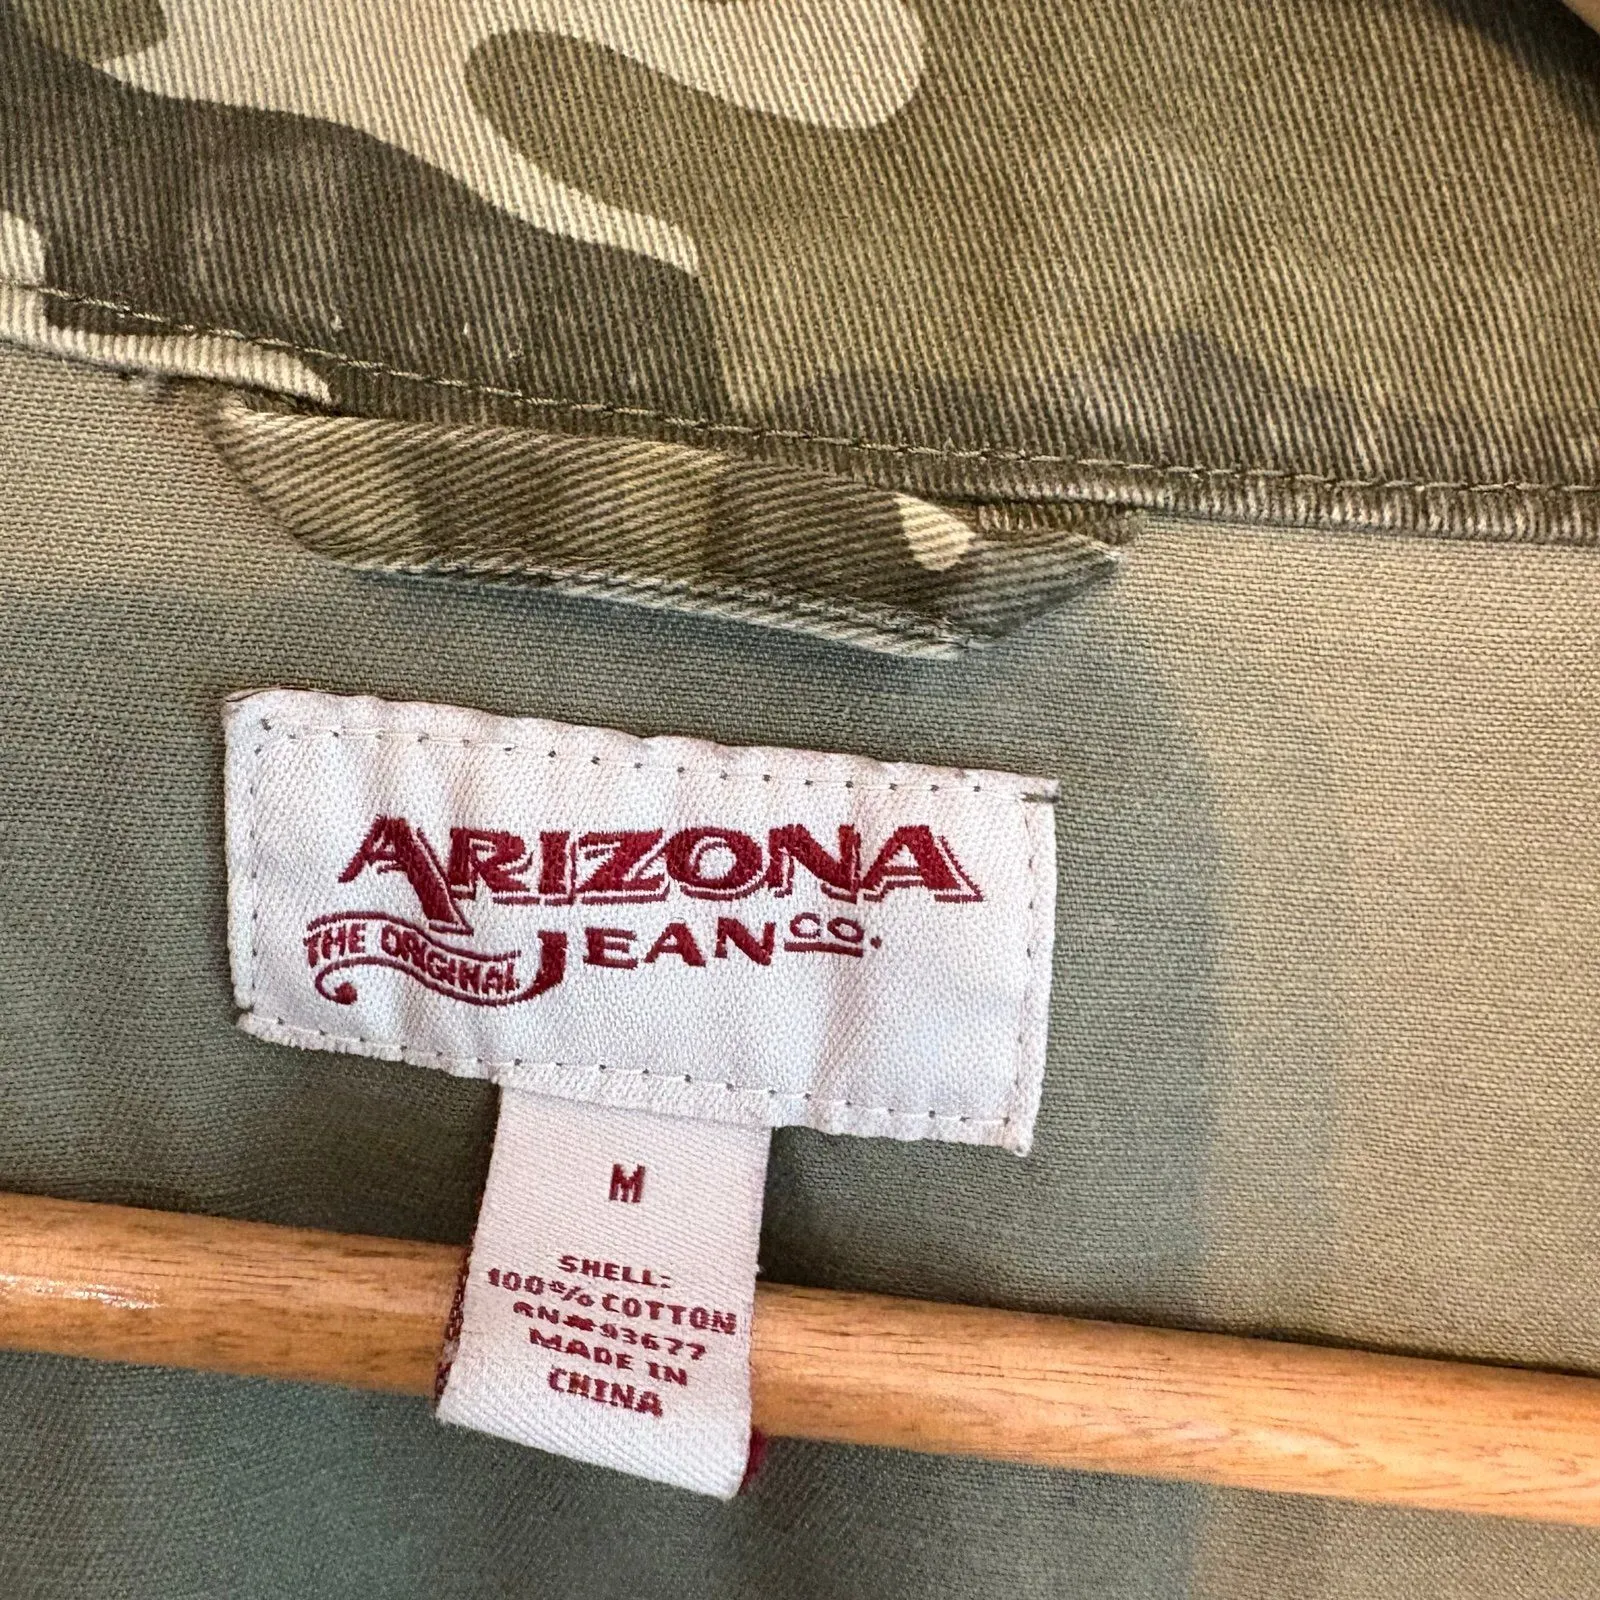 ARIZONA
THE ORIGINAL JEAN CO.
M
SHELL:
100% COTTON
RN#93677
MADE IN
CHINA